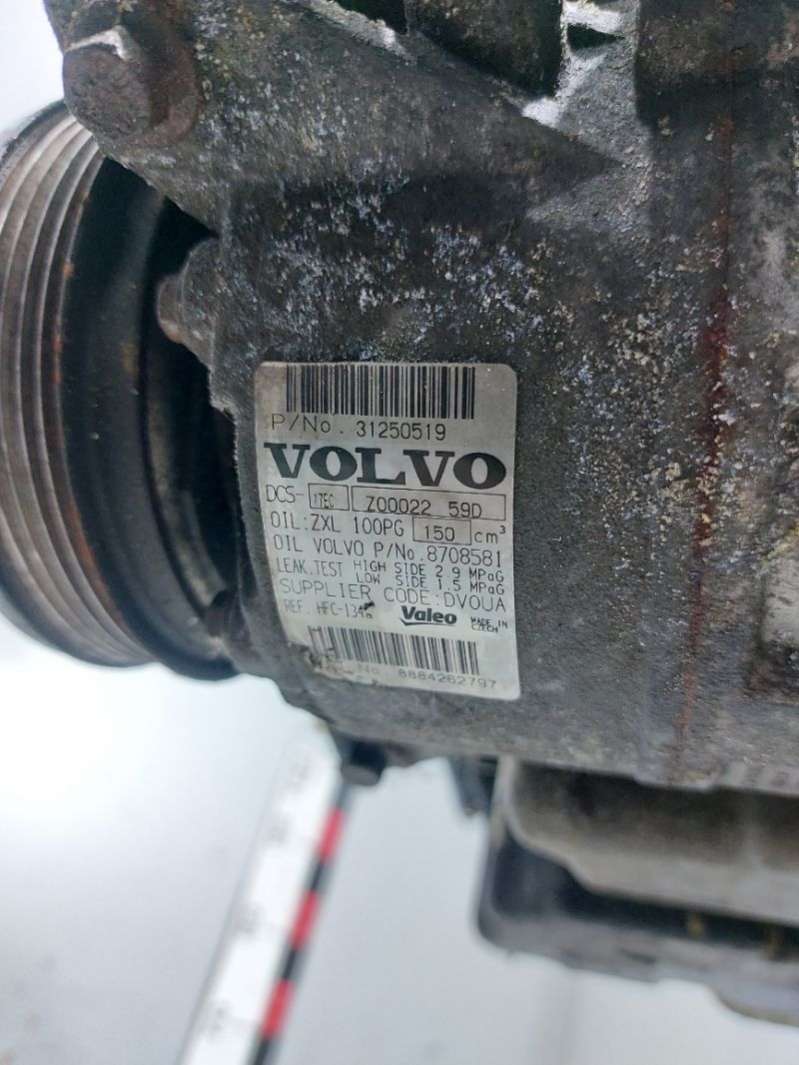 P/No. 31250519
VOLVO
DCS- 17EC Z00022 59D
OIL:ZXL 100PG 150 cm³
OIL VOLVO P/No.8708581
LEAK.TEST HIGH SIDE 2.9 MPaG
LOW SIDE 1.5 MPaG
SUPPLIER CODE:DVOUA
REF. HFC-134a Valeo MADE IN CZECH
No. 8884262797